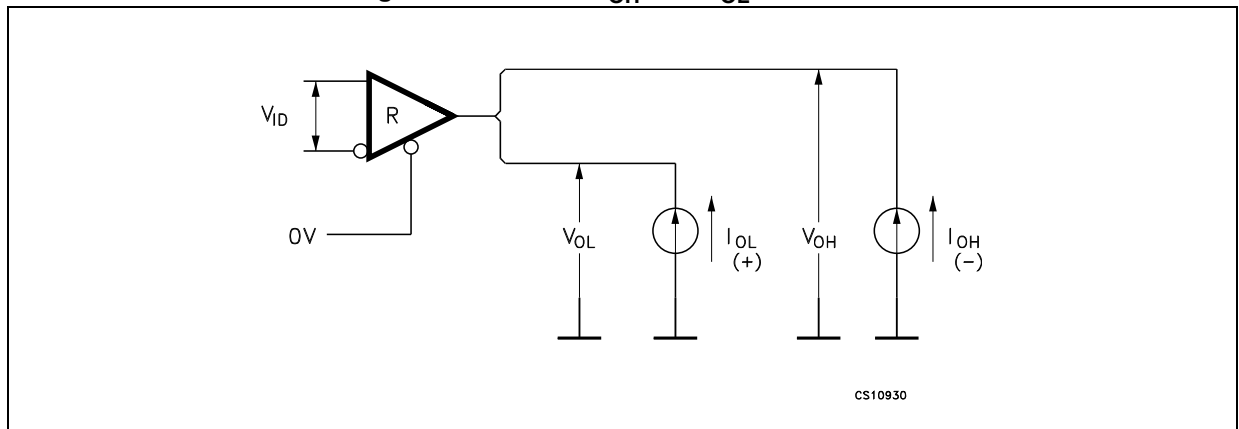 V_ID
R
0V
V_OL
I_OL
(+)
V_OH
I_OH
(-)
CS10930